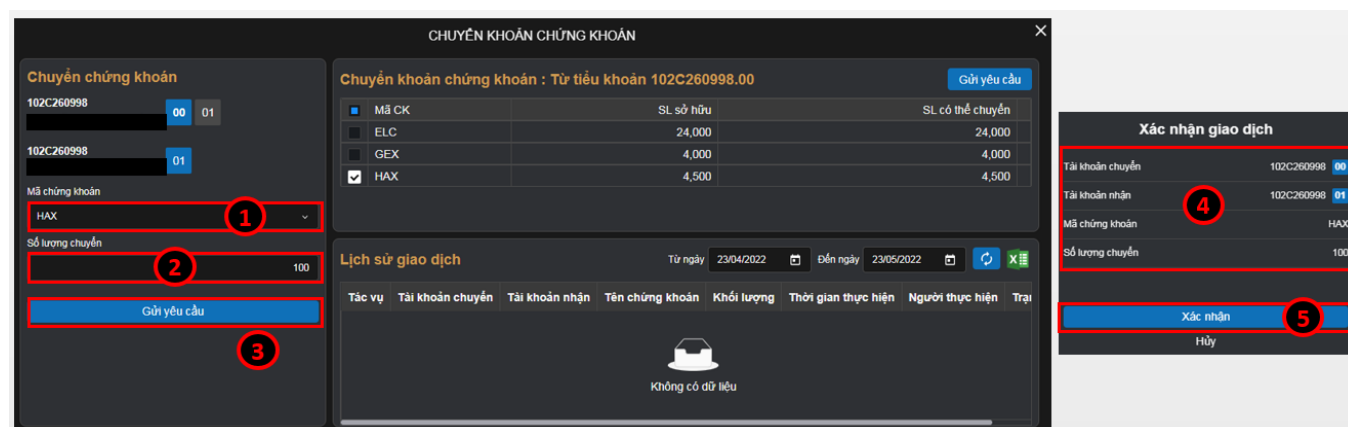 CHUYỂN KHOẢN CHỨNG KHOÁN
Chuyển chứng khoán
102C260998
00 01
102C260998
01
Mã chứng khoán
HAX
1
Số lượng chuyển
2
100
Gửi yêu cầu
3
Chuyển khoản chứng khoán : Từ tiểu khoản 102C260998.00
Gửi yêu cầu
Mã CK SL sở hữu SL có thể chuyển
ELC 24,000 24,000
GEX 4,000 4,000
HAX 4,500 4,500
Lịch sử giao dịch
Từ ngày 23/04/2022 Đến ngày 23/05/2022
Tác vụ Tài khoản chuyển Tài khoản nhận Tên chứng khoán Khối lượng Thời gian thực hiện Người thực hiện Trại
Không có dữ liệu
Xác nhận giao dịch
Tài khoản chuyển 102C260998 00
Tài khoản nhận 102C260998 01
4
Mã chứng khoán HAX
Số lượng chuyển 100
Xác nhận
5
Hủy